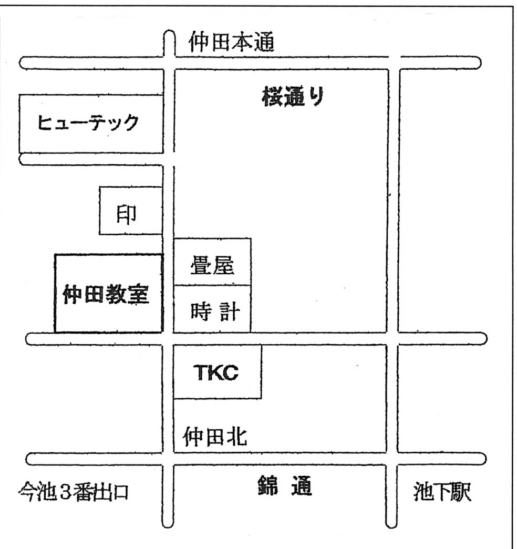 仲田本通
桜通り
ヒューテック
印
畳屋
仲田教室
時計
TKC
仲田北
今池3番出口
錦通
池下駅